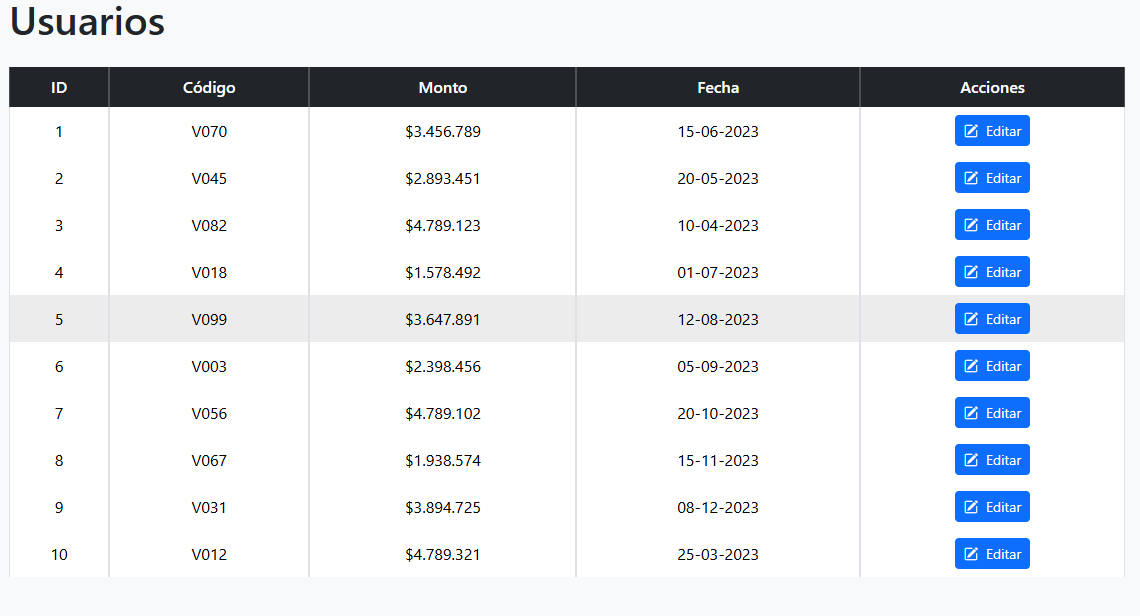 Usuarios
ID Código Monto Fecha Acciones
1 V070 $3.456.789 15-06-2023 Editar
2 V045 $2.893.451 20-05-2023 Editar
3 V082 $4.789.123 10-04-2023 Editar
4 V018 $1.578.492 01-07-2023 Editar
5 V099 $3.647.891 12-08-2023 Editar
6 V003 $2.398.456 05-09-2023 Editar
7 V056 $4.789.102 20-10-2023 Editar
8 V067 $1.938.574 15-11-2023 Editar
9 V031 $3.894.725 08-12-2023 Editar
10 V012 $4.789.321 25-03-2023 Editar